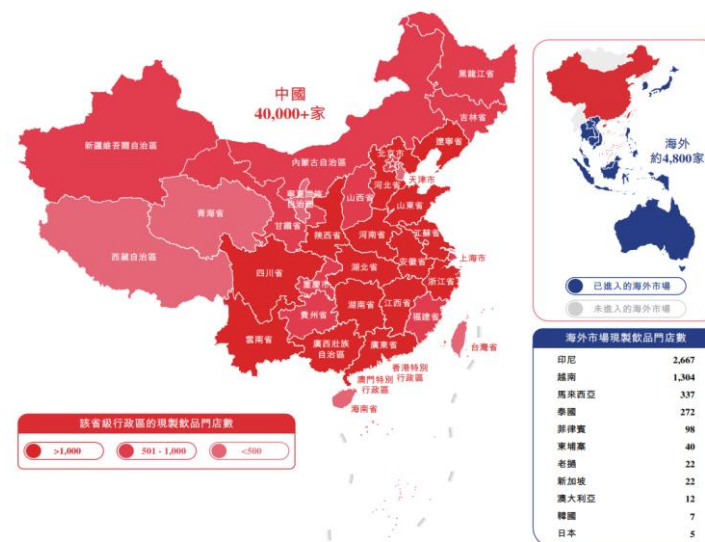 中國
40,000+家
黑龍江省
吉林省
遼寧省
新疆維吾爾自治區
內蒙古自治區
北京市
天津市
河北省
山西省
山東省
寧夏回族
自治區
青海省
甘肅省
陝西省
河南省
江蘇省
西藏自治區
四川省
重慶市
湖北省
安徽省
上海市
浙江省
貴州省
湖南省
江西省
福建省
雲南省
廣西壯族
自治區
廣東省
台灣省
香港特別
行政區
澳門特別
行政區
海南省
該省級行政區的現製飲品門店數
>1,000
501 - 1,000
<500
海外
約4,800家
已進入的海外市場
未進入的海外市場
海外市場現製飲品門店數
印尼 2,667
越南 1,304
馬來西亞 337
泰國 272
菲律賓 98
柬埔寨 40
老撾 22
新加坡 22
澳大利亞 12
韓國 7
日本 5